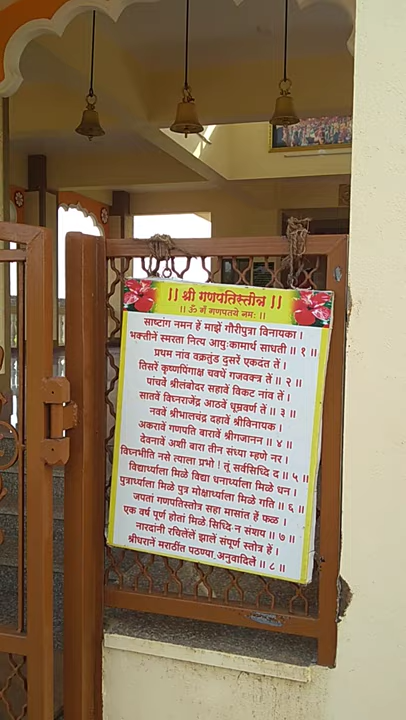 ।। श्री गणपतिस्तोत्र ।।
।। ॐ गं गणपतये नमः ।।
साष्टांग नमन हें माझें गौरीपुत्रा विनायका ।
भक्तीनें स्मरता नित्य आयुःकामार्थ साधती ॥ १ ॥
प्रथम नांव वक्रतुंड दुसरें एकदंत तें ।
तिसरें कृष्णपिंगाक्ष चवथें गजवक्त्र तें ॥ २ ॥
पांचवें श्रीलंबोदर सहावें विकट नांव तें ।
सातवें विघ्नराजेंद्र आठवें धूम्रवर्ण तें ॥ ३ ॥
नववें श्रीभालचंद्र दहावें श्रीविनायक ।
अकरावें गणपति बारावें श्रीगजानन ॥ ४ ॥
देवनावें अशी बारा तीन संध्या म्हणे नर ।
विघ्नभीति नसे त्याला प्रभो ! तूं सर्वसिध्दि द ॥ ५ ॥
विद्यार्थ्याला मिळे विद्या धनार्थ्याला मिळे धन ।
पुत्रार्थ्याला मिळे पुत्र मोक्षार्थ्याला मिळे गति ॥ ६ ॥
जपतां गणपतिस्तोत्र सहा मासांत हें फळ ।
एक वर्ष पूर्ण होतां मिळे सिध्दि न संशय ॥ ७ ॥
नारदांनी रचिलेलें झालें संपूर्ण स्तोत्र हें ।
श्रीधरानें मराठींत पठण्या अनुवादिलें ॥ ८ ॥